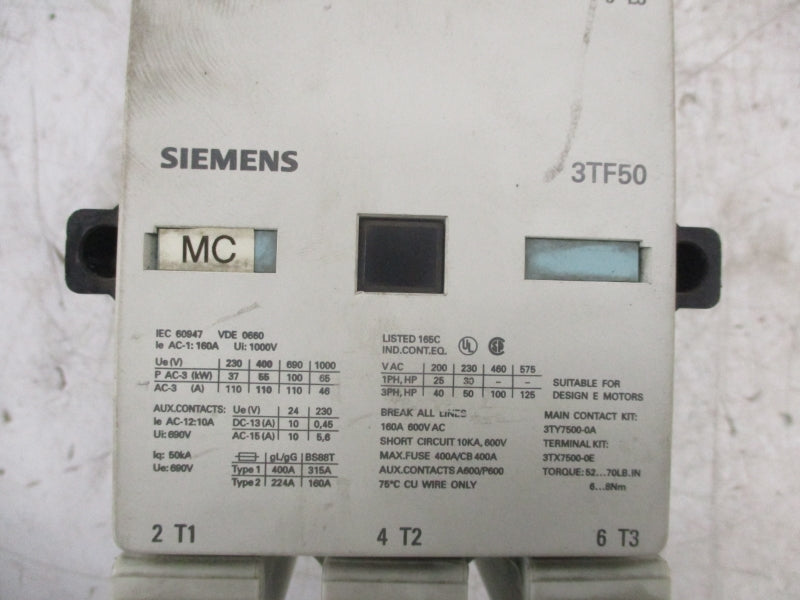 SIEMENS
3TF50
MC
IEC 60947 VDE 0660
Ie AC-1: 160A Ui: 1000V
Ue (V) 230 400 690 1000
P AC-3 (kW) 37 55 100 65
AC-3 (A) 110 110 110 46
AUX.CONTACTS: Ue (V) 24 230
Ie AC-12:10A DC-13 (A) 10 0,45
Ui: 690V AC-15 (A) 10 5,6
Iq: 50kA gL/gG BS88T
Ue: 690V Type 1 400A 315A
Type 2 224A 160A
LISTED 165C
IND.CONT.EQ.
UL
V AC 200 230 460 575
1PH, HP 25 30 – –
3PH, HP 40 50 100 125
BREAK ALL LINES
160A 600V AC
SHORT CIRCUIT 10KA, 600V
MAX.FUSE 400A/CB 400A
AUX.CONTACTS A600/P600
75°C CU WIRE ONLY
SUITABLE FOR
DESIGN E MOTORS
MAIN CONTACT KIT:
3TY7500-0A
TERMINAL KIT:
3TX7500-0E
TORQUE: 52...70LB.IN
6...8Nm
2 T1 4 T2 6 T3